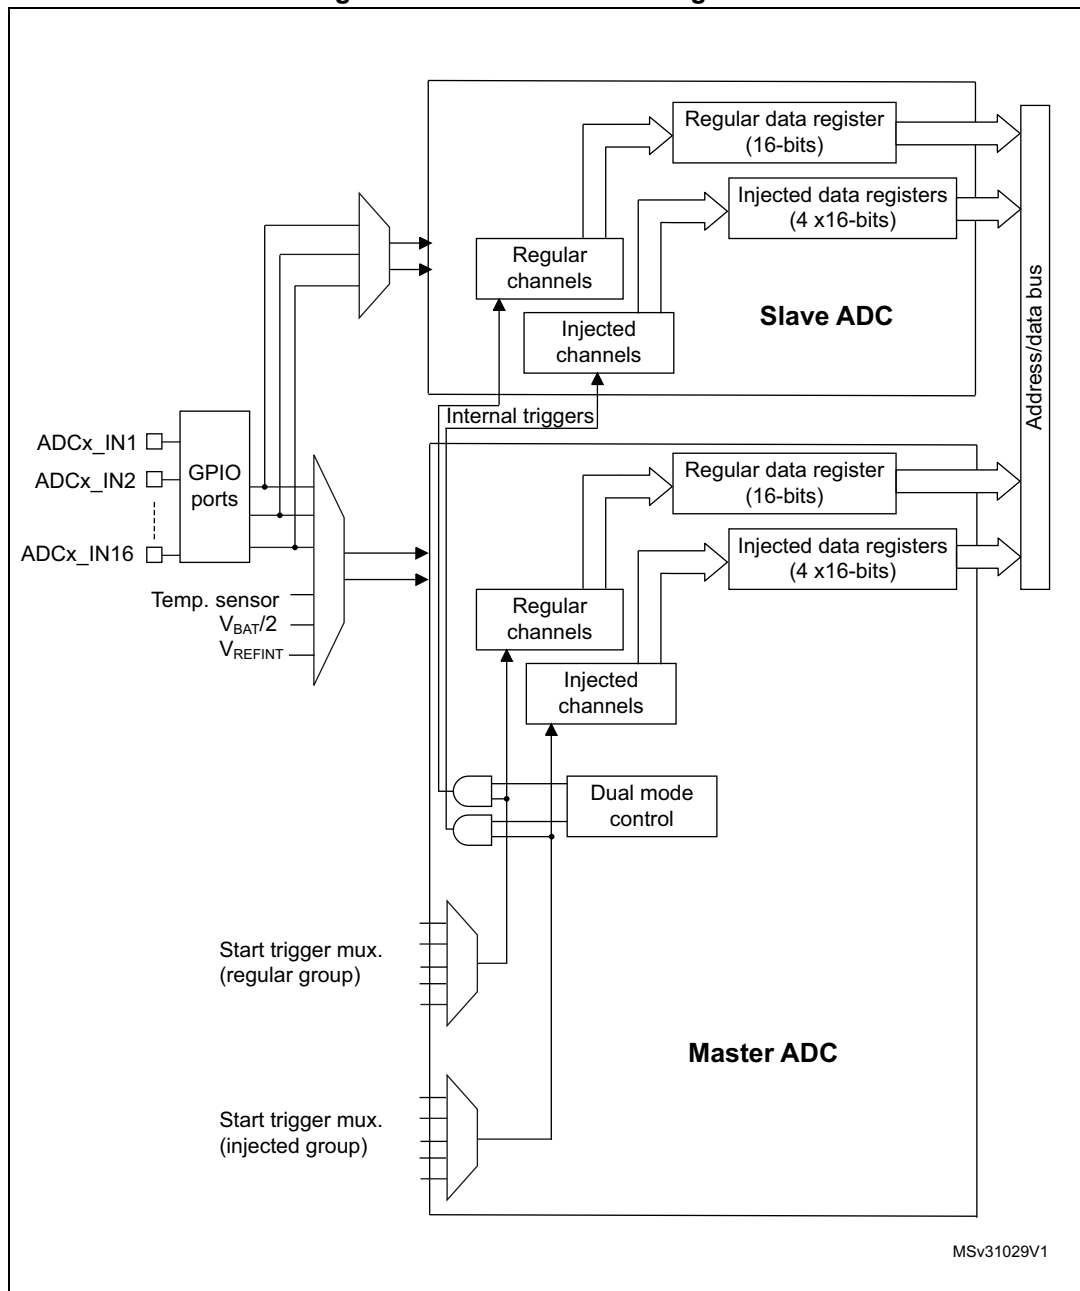 Regular data register
(16-bits)
Injected data registers
(4 x16-bits)
Regular
channels
Slave ADC
Injected
channels
Address/data bus
Internal triggers
ADCx_IN1
GPIO
ports
ADCx_IN2
ADCx_IN16
Regular data register
(16-bits)
Injected data registers
(4 x16-bits)
Temp. sensor
VBAT/2
VREFINT
Regular
channels
Injected
channels
Dual mode
control
Start trigger mux.
(regular group)
Master ADC
Start trigger mux.
(injected group)
MSv31029V1